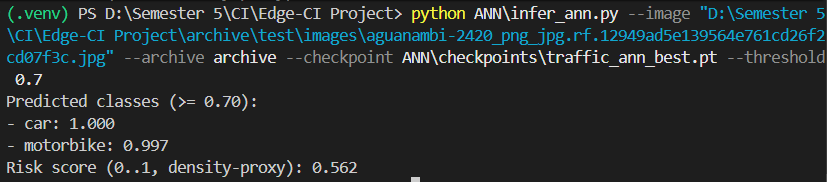 (.venv) PS D:\Semester 5\CI\Edge-CI Project> python ANN\infer_ann.py --image "D:\Semester 5
\CI\Edge-CI Project\archive\test\images\aguanambi-2420_png_jpg.rf.12949ad5e139564e761cd26f2
cd07f3c.jpg" --archive archive --checkpoint ANN\checkpoints\traffic_ann_best.pt --threshold
 0.7
Predicted classes (>= 0.70):
- car: 1.000
- motorbike: 0.997
Risk score (0..1, density-proxy): 0.562